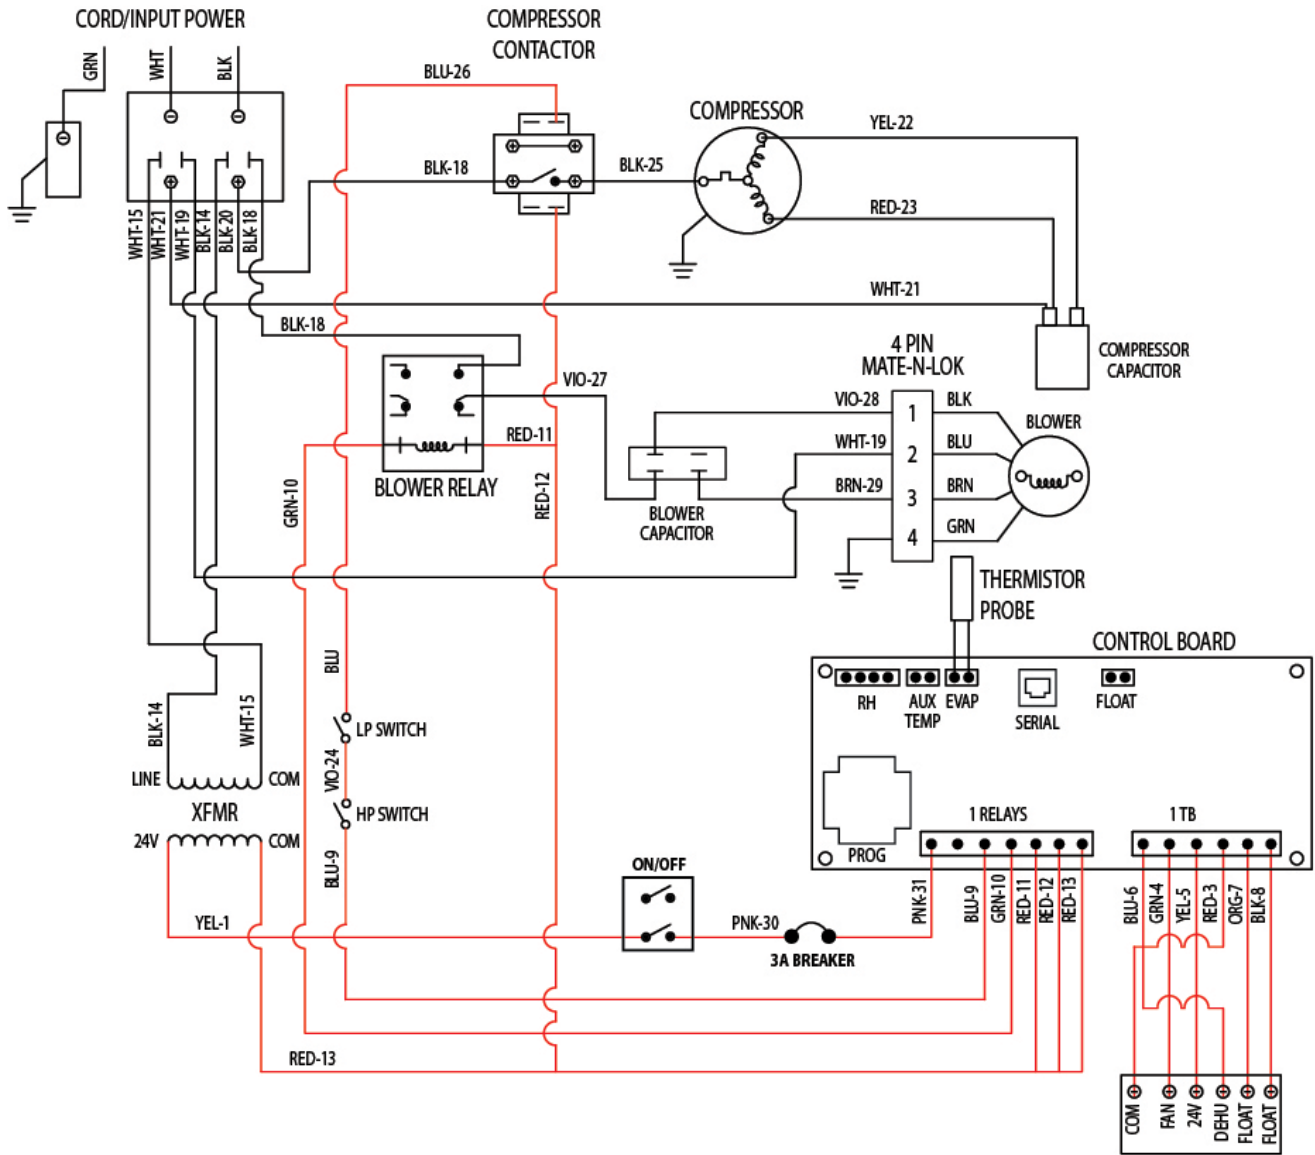 CORD/INPUT POWER
COMPRESSOR
CONTACTOR
GRN
WHT
BLK
BLU-26
COMPRESSOR
YEL-22
BLK-18
BLK-25
RED-23
WHT-15
WHT-21
WHT-19
BLK-14
BLK-20
BLK-18
WHT-21
BLK-18
4 PIN
MATE-N-LOK
COMPRESSOR
CAPACITOR
VIO-27
VIO-28
1
BLK
BLOWER
RED-11
WHT-19
2
BLU
BLOWER RELAY
GRN-10
RED-12
BRN-29
3
BRN
BLOWER
CAPACITOR
4
GRN
THERMISTOR
PROBE
CONTROL BOARD
BLU
RH
AUX
TEMP
EVAP
SERIAL
FLOAT
BLK-14
WHT-15
LP SWITCH
VIO-24
LINE
COM
XFMR
HP SWITCH
24V
COM
1 RELAYS
1 TB
PROG
BLU-9
ON/OFF
PNK-31
BLU-9
GRN-10
RED-11
RED-12
RED-13
BLU-6
GRN-4
YEL-5
RED-3
ORG-7
BLK-8
YEL-1
PNK-30
3A BREAKER
RED-13
COM
FAN
24V
DEHU
FLOAT
FLOAT